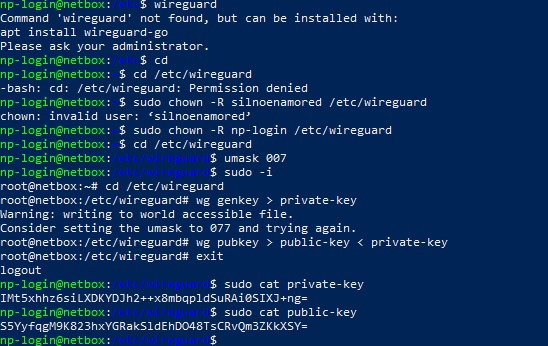 np-login@netbox:/etc$ wireguard
Command 'wireguard' not found, but can be installed with:
apt install wireguard-go
Please ask your administrator.
np-login@netbox:/etc$ cd
np-login@netbox:~$ cd /etc/wireguard
-bash: cd: /etc/wireguard: Permission denied
np-login@netbox:~$ sudo chown -R silnoenamored /etc/wireguard
chown: invalid user: ‘silnoenamored’
np-login@netbox:~$ sudo chown -R np-login /etc/wireguard
np-login@netbox:~$ cd /etc/wireguard
np-login@netbox:/etc/wireguard$ umask 007
np-login@netbox:/etc/wireguard$ sudo -i
root@netbox:~# cd /etc/wireguard
root@netbox:/etc/wireguard# wg genkey > private-key
Warning: writing to world accessible file.
Consider setting the umask to 077 and trying again.
root@netbox:/etc/wireguard# wg pubkey > public-key < private-key
root@netbox:/etc/wireguard# exit
logout
np-login@netbox:/etc/wireguard$ sudo cat private-key
IMt5xhhz6siLXDKYDJh2++x8mbqpldSuRAi0SIXJ+ng=
np-login@netbox:/etc/wireguard$ sudo cat public-key
S5YyfqgM9K823hxYGRakSldEhDO48TsCRvQm3ZKkXSY=
np-login@netbox:/etc/wireguard$